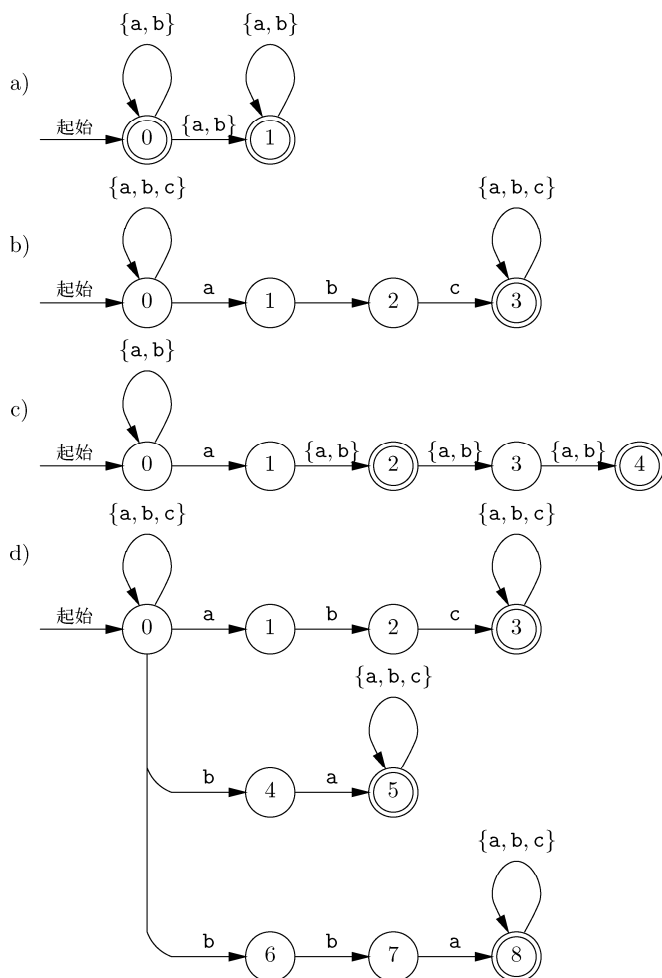 {a, b} {a, b}
a)
起始 0 {a, b} 1
{a, b, c} {a, b, c}
b)
起始 0 a 1 b 2 c 3
{a, b}
c)
起始 0 a 1 {a, b} 2 {a, b} 3 {a, b} 4
{a, b, c} {a, b, c}
d)
起始 0 a 1 b 2 c 3
{a, b, c}
b 4 a 5
{a, b, c}
b 6 b 7 a 8